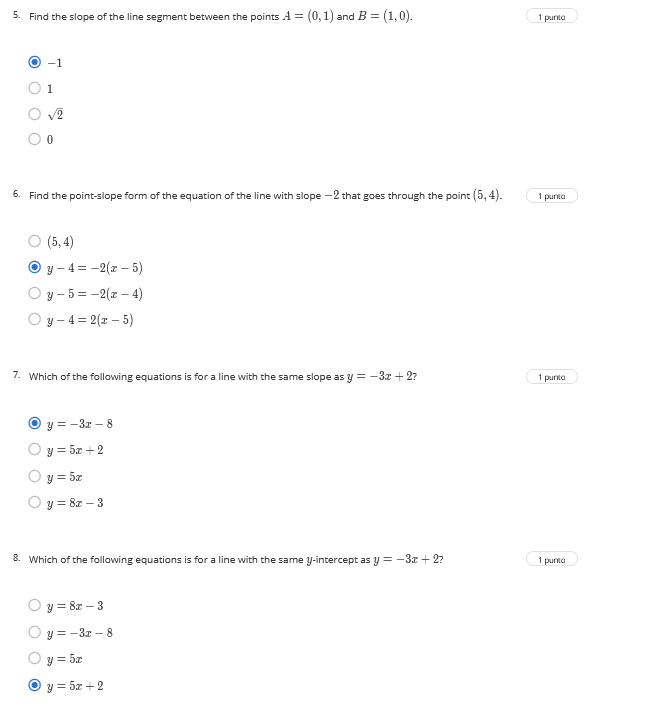 5. Find the slope of the line segment between the points A = (0, 1) and B = (1, 0).
1 punto
−1
1
√2
0
6. Find the point-slope form of the equation of the line with slope −2 that goes through the point (5, 4).
1 punto
(5, 4)
y − 4 = −2(x − 5)
y − 5 = −2(x − 4)
y − 4 = 2(x − 5)
7. Which of the following equations is for a line with the same slope as y = −3x + 2?
1 punto
y = −3x − 8
y = 5x + 2
y = 5x
y = 8x − 3
8. Which of the following equations is for a line with the same y-intercept as y = −3x + 2?
1 punto
y = 8x − 3
y = −3x − 8
y = 5x
y = 5x + 2